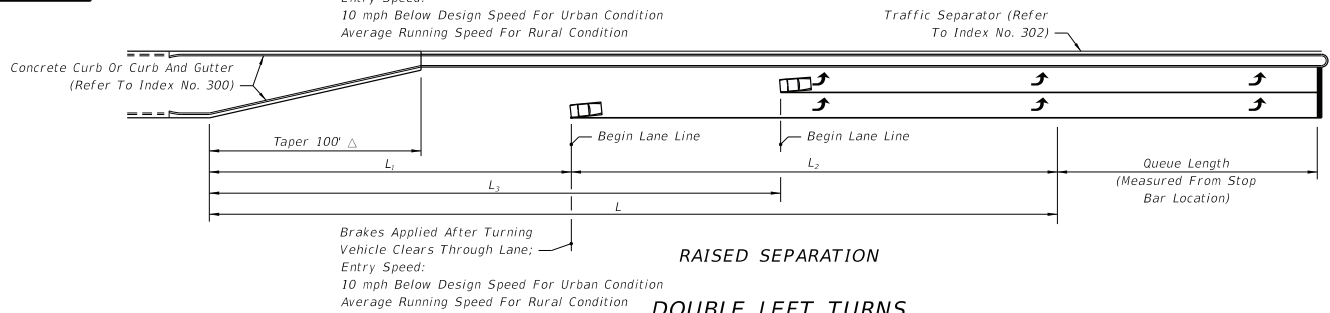 Entry Speed:
10 mph Below Design Speed For Urban Condition
Average Running Speed For Rural Condition
Traffic Separator (Refer
To Index No. 302)
Concrete Curb Or Curb And Gutter
(Refer To Index No. 300)
Taper 100' △
Begin Lane Line
Begin Lane Line
L₁
L₂
Queue Length
(Measured From Stop
Bar Location)
L₃
L
Brakes Applied After Turning
Vehicle Clears Through Lane;
Entry Speed:
10 mph Below Design Speed For Urban Condition
Average Running Speed For Rural Condition
RAISED SEPARATION
DOUBLE LEFT TURNS